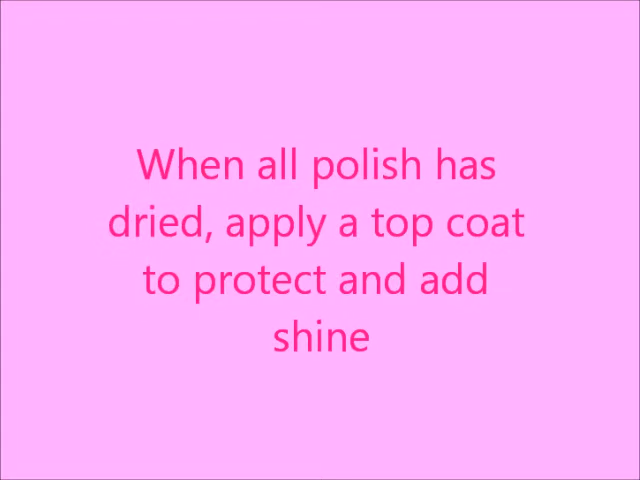 When all polish has
dried, apply a top coat
to protect and add
shine